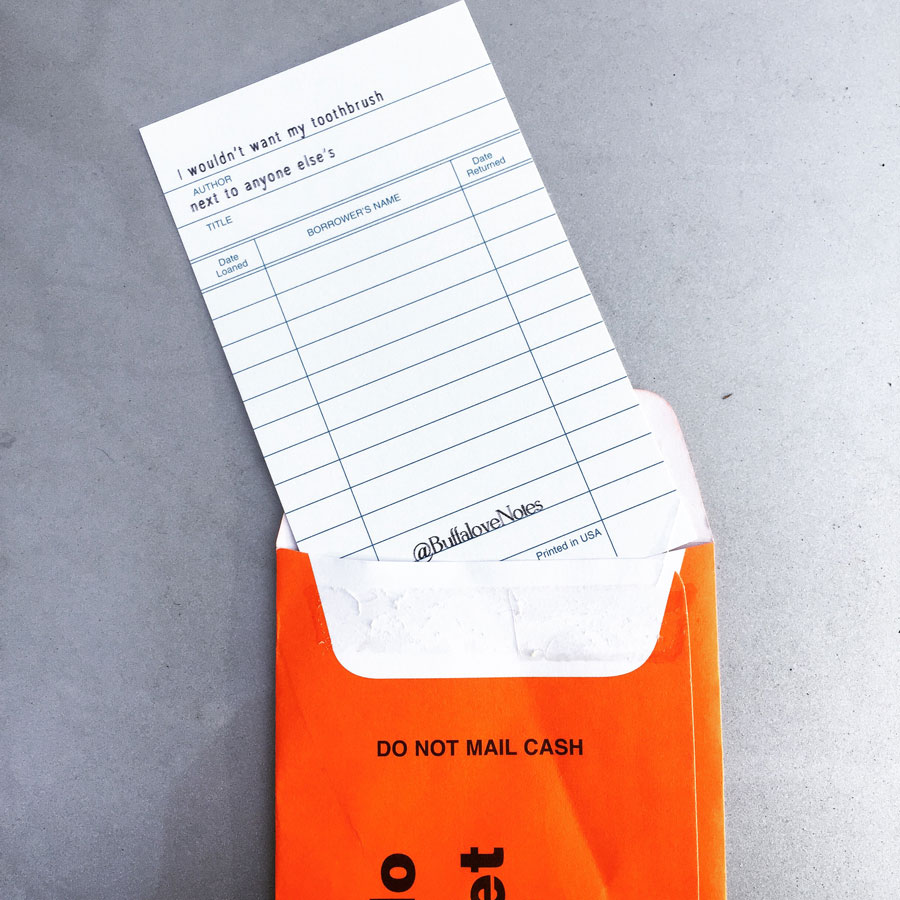 I wouldn't want my toothbrush
AUTHOR
next to anyone else's
TITLE
Date Loaned
BORROWER'S NAME
Date Returned
@BuffaloveNotes
Printed in USA
DO NOT MAIL CASH